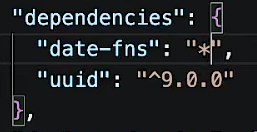 "dependencies": {
"date-fns": "*",
"uuid": "^9.0.0"
},